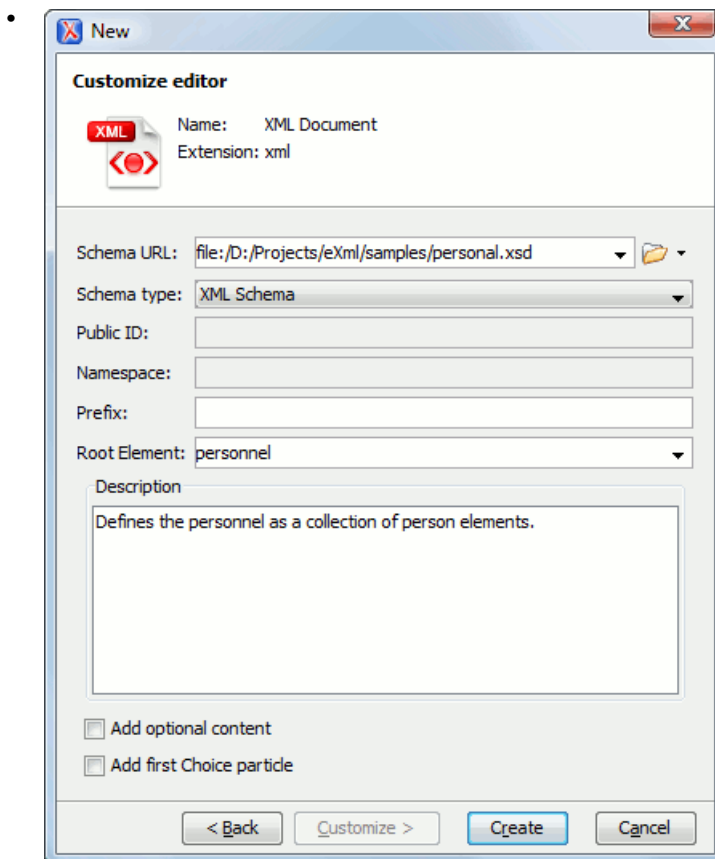 New
Customize editor
XML
Name: XML Document
Extension: xml
Schema URL: file:/D:/Projects/eXml/samples/personal.xsd
Schema type: XML Schema
Public ID:
Namespace:
Prefix:
Root Element: personnel
Description
Defines the personnel as a collection of person elements.
Add optional content
Add first Choice particle
< Back Customize > Create Cancel